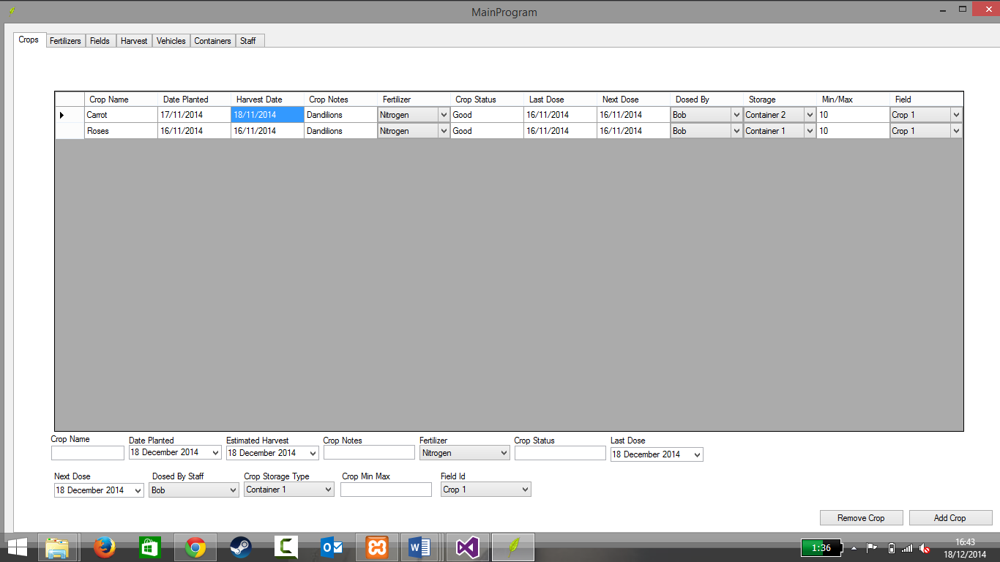 MainProgram
Crops Fertilizers Fields Harvest Vehicles Containers Staff
Crop Name Date Planted Harvest Date Crop Notes Fertilizer Crop Status Last Dose Next Dose Dosed By Storage Min/Max Field
Carrot 17/11/2014 18/11/2014 Dandilions Nitrogen Good 16/11/2014 16/11/2014 Bob Container 2 10 Crop 1
Roses 16/11/2014 16/11/2014 Dandilions Nitrogen Good 16/11/2014 16/11/2014 Bob Container 1 10 Crop 1
Crop Name Date Planted Estimated Harvest Crop Notes Fertilizer Crop Status Last Dose
18 December 2014 18 December 2014 Nitrogen 18 December 2014
Next Dose Dosed By Staff Crop Storage Type Crop Min Max Field Id
18 December 2014 Bob Container 1 Crop 1
Remove Crop Add Crop
1:36 16:43
18/12/2014